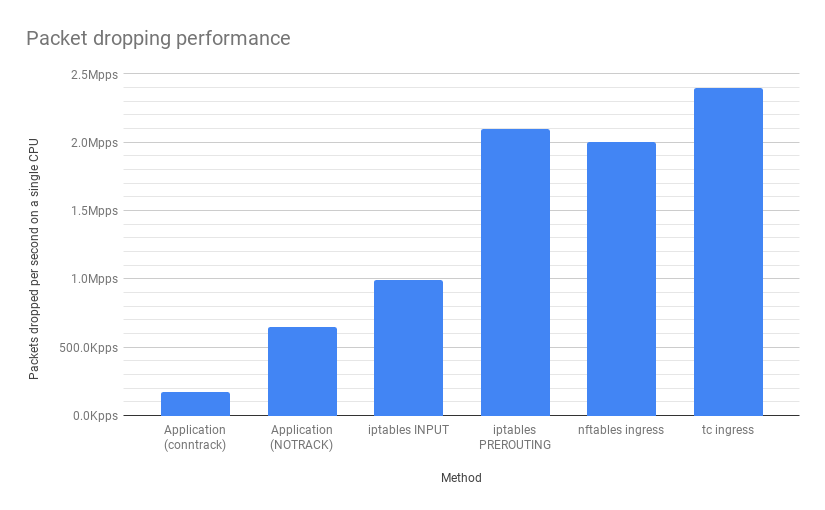 Packet dropping performance
Packets dropped per second on a single CPU
2.5Mpps
2.0Mpps
1.5Mpps
1.0Mpps
500.0Kpps
0.0Kpps
Application
(conntrack)
Application
(NOTRACK)
iptables INPUT
iptables
PREROUTING
nftables ingress
tc ingress
Method